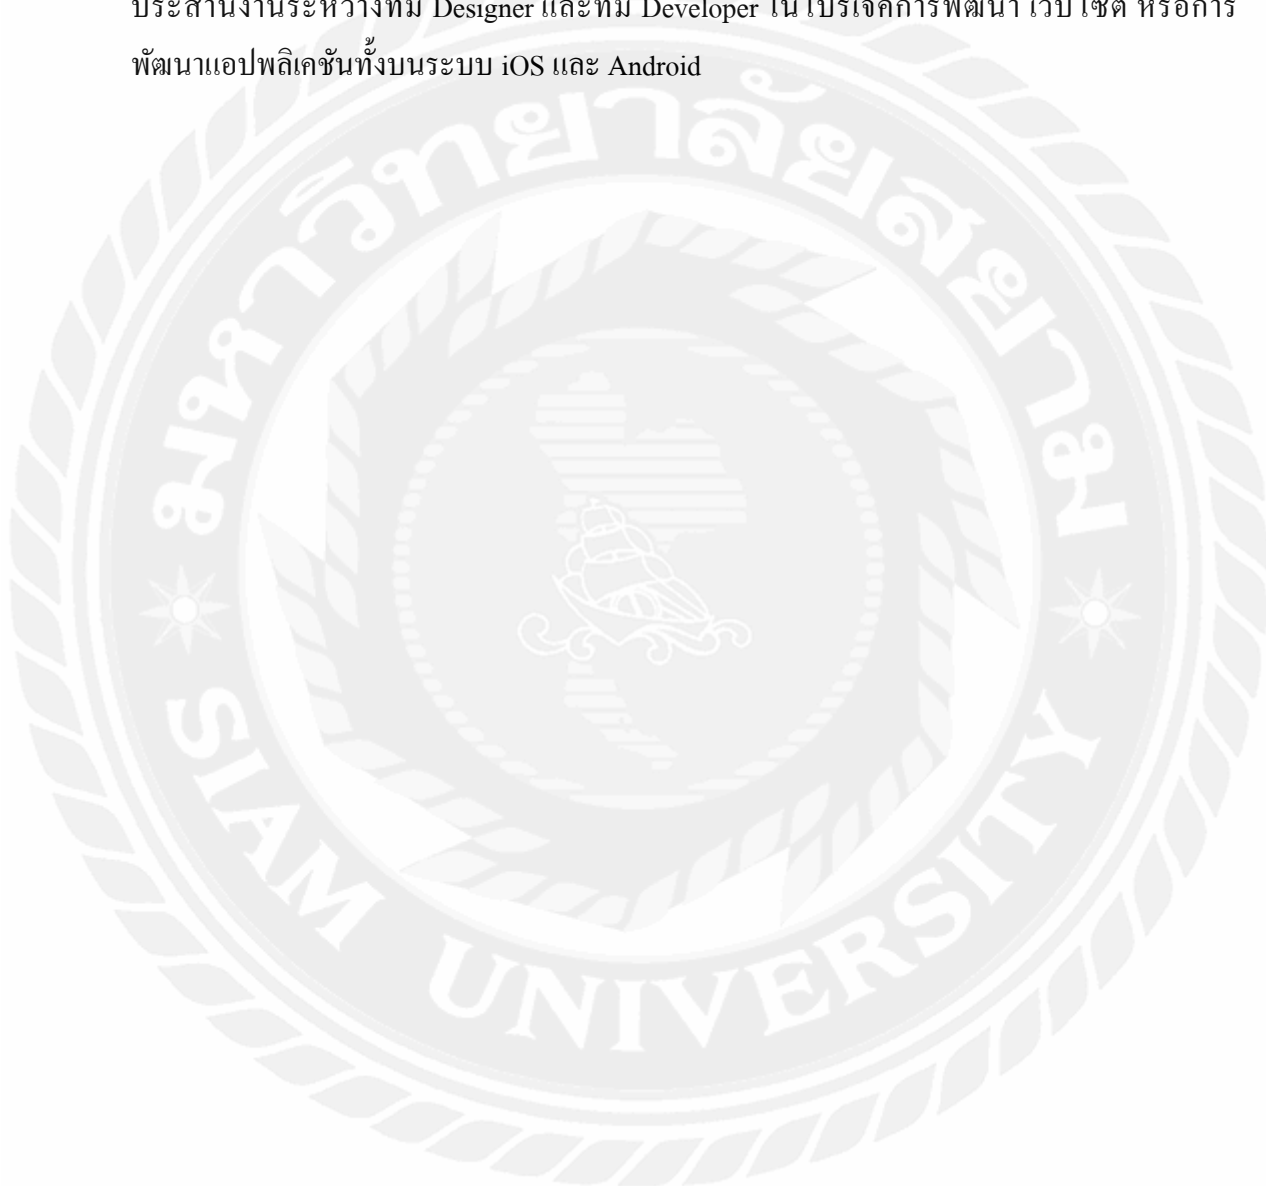 ประสานงานระหว่างทีม Designer และทีม Developer ในโปรเจคการพัฒนาเว็บไซต์ หรือการ
พัฒนาแอปพลิเคชันทั้งบนระบบ iOS และ Android
มหาวิทยาลัยสยาม
SIAM UNIVERSITY